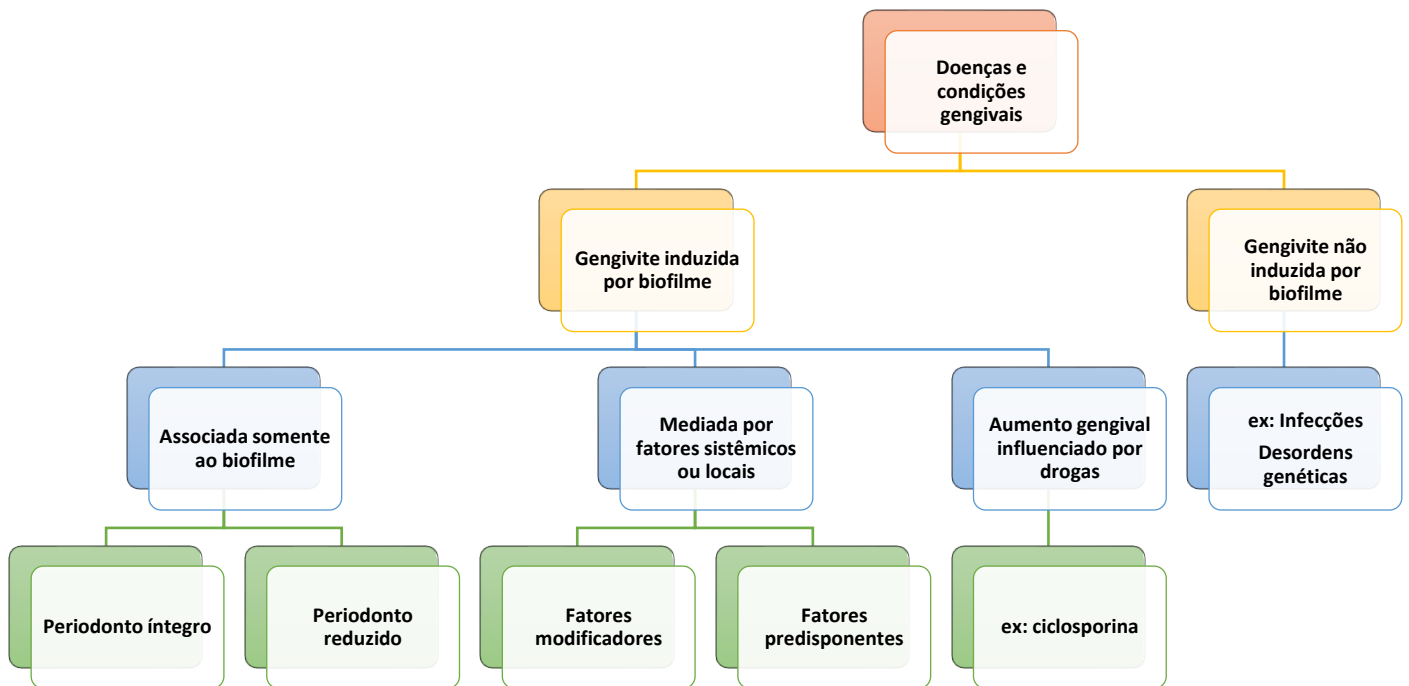 Doenças e
condições
gengivais
Gengivite induzida
por biofilme
Gengivite não
induzida por
biofilme
Associada somente
ao biofilme
Mediada por
fatores sistêmicos
ou locais
Aumento gengival
influenciado por
drogas
ex: Infecções
Desordens
genéticas
Periodonto íntegro
Periodonto
reduzido
Fatores
modificadores
Fatores
predisponentes
ex: ciclosporina